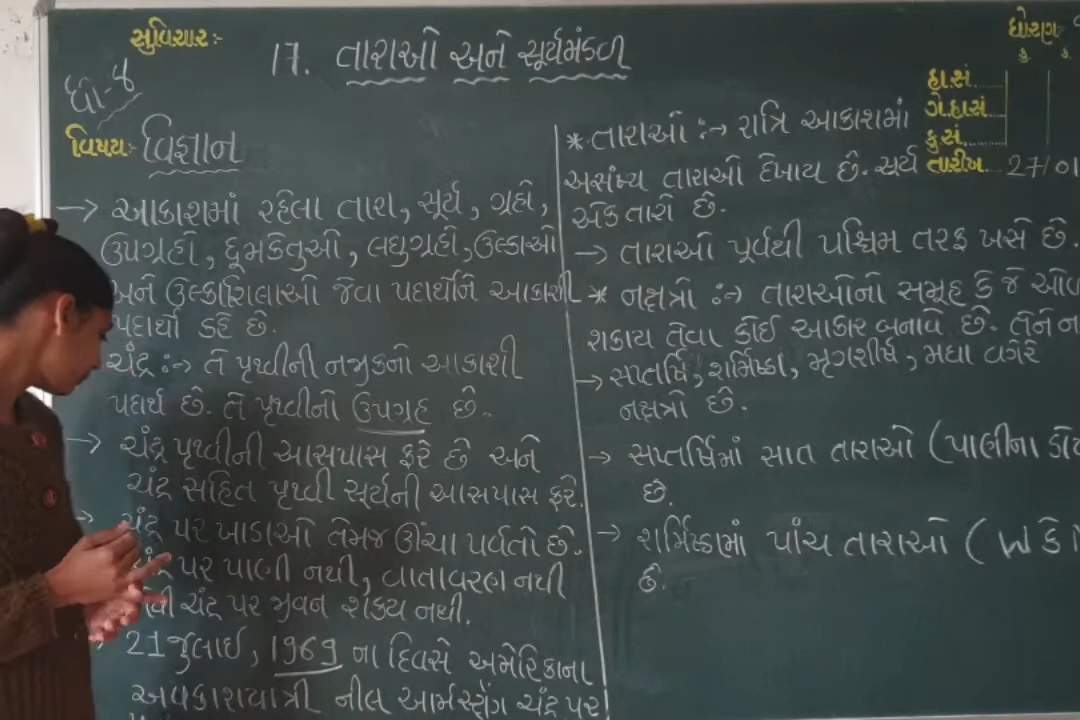 સુવિચાર:-
17. તારાઓ અને સૂર્યમંડળ
ધોરણ:
ધો-8
હા.સં.....
ગે.હા.સં....
કુ.સં.........
તારીખ... 27/01
વિષય:- વિજ્ઞાન
→ આકાશમાં રહેલા તારા, સૂર્ય, ગ્રહો,
ઉપગ્રહો, ધૂમકેતુઓ, લઘુગ્રહો, ઉલ્કાઓ
અને ઉલ્કાશિલાઓ જેવા પદાર્થોને આકાશી
પદાર્થો કહે છે.
ચંદ્ર :→ તે પૃથ્વીની નજીકનો આકાશી
પદાર્થ છે. તે પૃથ્વીનો ઉપગ્રહ છે.
→ ચંદ્ર પૃથ્વીની આસપાસ ફરે છે અને
ચંદ્ર સહિત પૃથ્વી સૂર્યની આસપાસ ફરે.
→ ચંદ્ર પર ખાડાઓ તેમજ ઊંચા પર્વતો છે.
પર પાણી નથી, વાતાવરણ નથી
ચંદ્ર પર જીવન શક્ય નથી.
21 જુલાઈ, 1969 ના દિવસે અમેરિકાના
અવકાશયાત્રી નીલ આર્મસ્ટ્રોંગ ચંદ્ર પર
* તારાઓ :→ રાત્રિ આકાશમાં
અસંખ્ય તારાઓ દેખાય છે. સૂર્ય
એક તારો છે.
→ તારાઓ પૂર્વથી પશ્ચિમ તરફ ખસે છે.
* નક્ષત્રો :→ તારાઓનો સમૂહ કે જે
શકાય તેવા કોઈ આકાર બનાવે છે. તેને
→ સપ્તર્ષિ, શર્મિષ્ઠા, મૃગશીર્ષ, મઘા વગેરે
નક્ષત્રો છે.
→ સપ્તર્ષિમાં સાત તારાઓ (પાણીના
છે.
→ શર્મિષ્ઠામાં પાંચ તારાઓ ( W કે
છે.